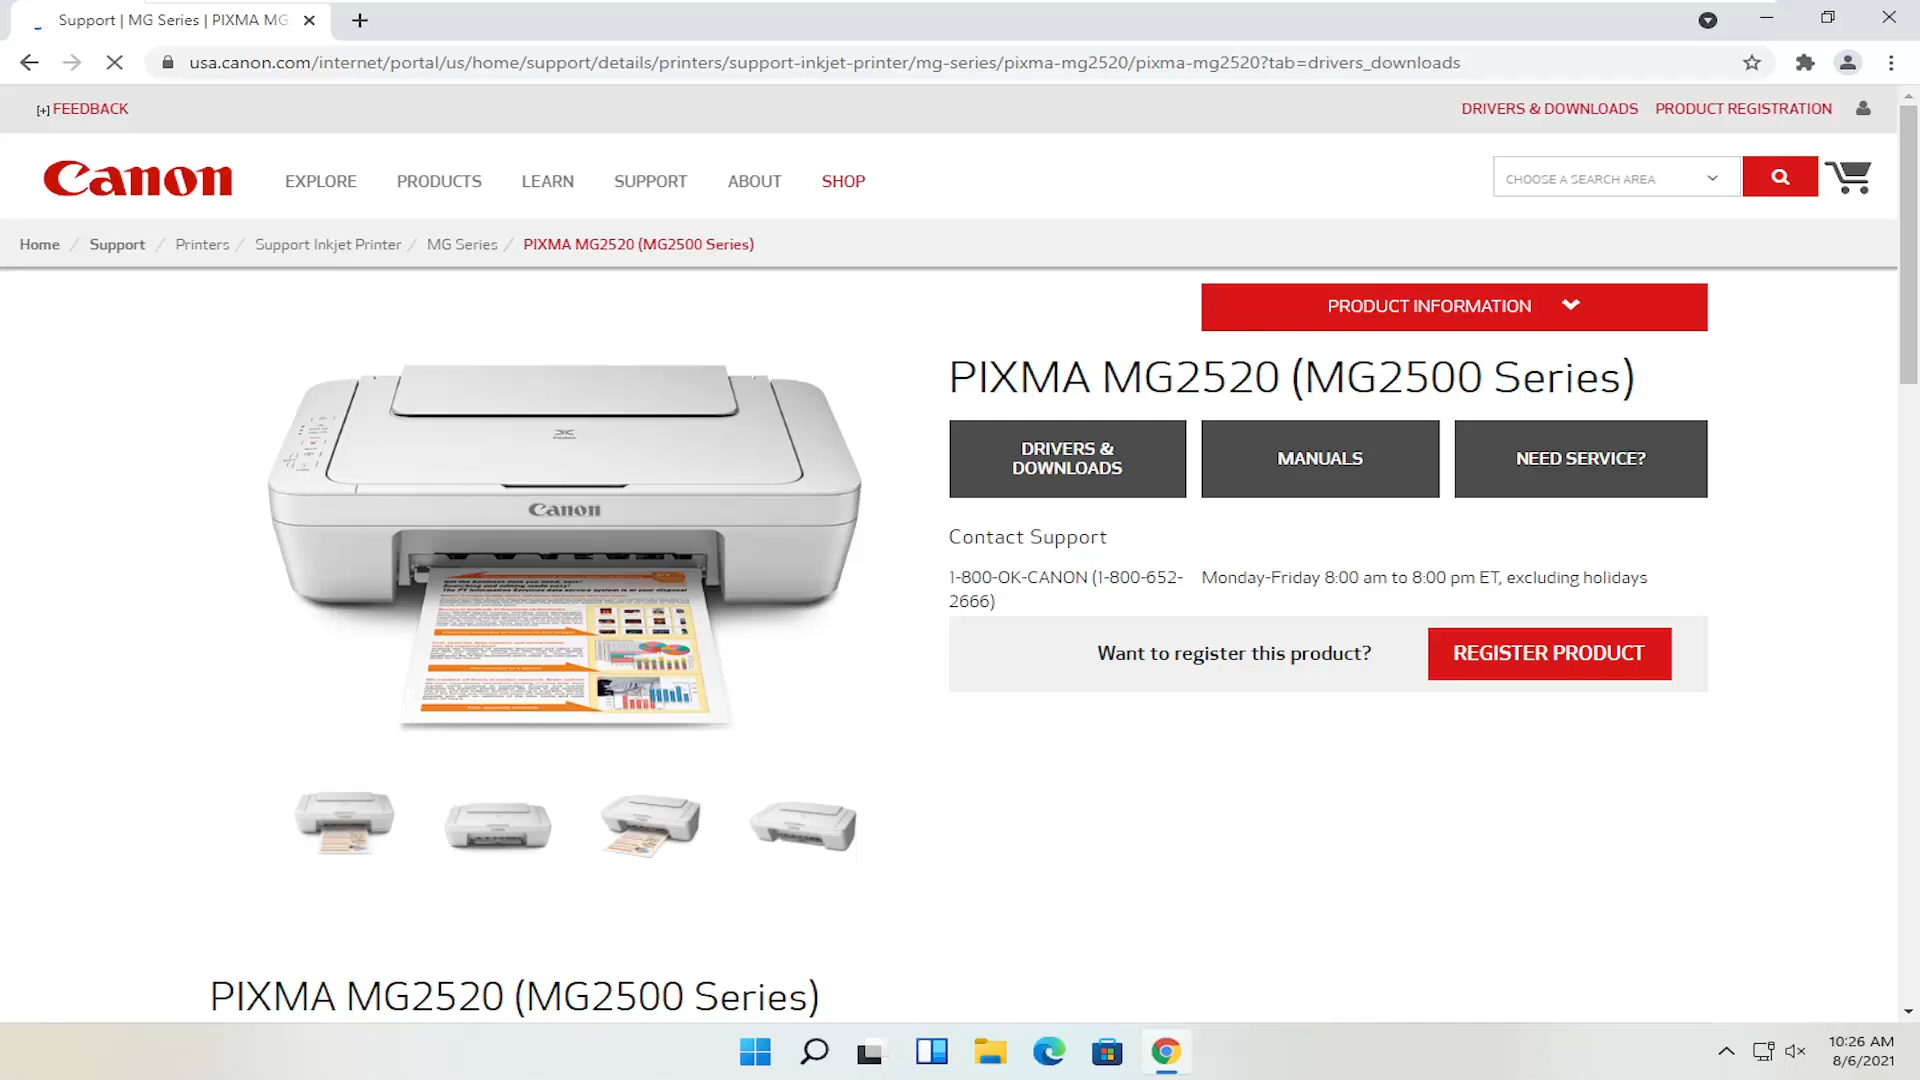 Support | MG Series | PIXMA MG
usa.canon.com/internet/portal/us/home/support/details/printers/support-inkjet-printer/mg-series/pixma-mg2520/pixma-mg2520?tab=drivers_downloads
[+] FEEDBACK
DRIVERS & DOWNLOADS PRODUCT REGISTRATION
Canon EXPLORE PRODUCTS LEARN SUPPORT ABOUT SHOP
CHOOSE A SEARCH AREA
Home / Support / Printers / Support Inkjet Printer / MG Series / PIXMA MG2520 (MG2500 Series)
PRODUCT INFORMATION
PIXMA MG2520 (MG2500 Series)
DRIVERS &
DOWNLOADS
MANUALS
NEED SERVICE?
Canon
Contact Support
1-800-OK-CANON (1-800-652-
2666)
Monday-Friday 8:00 am to 8:00 pm ET, excluding holidays
Want to register this product?
REGISTER PRODUCT
PIXMA MG2520 (MG2500 Series)
10:26 AM
8/6/2021